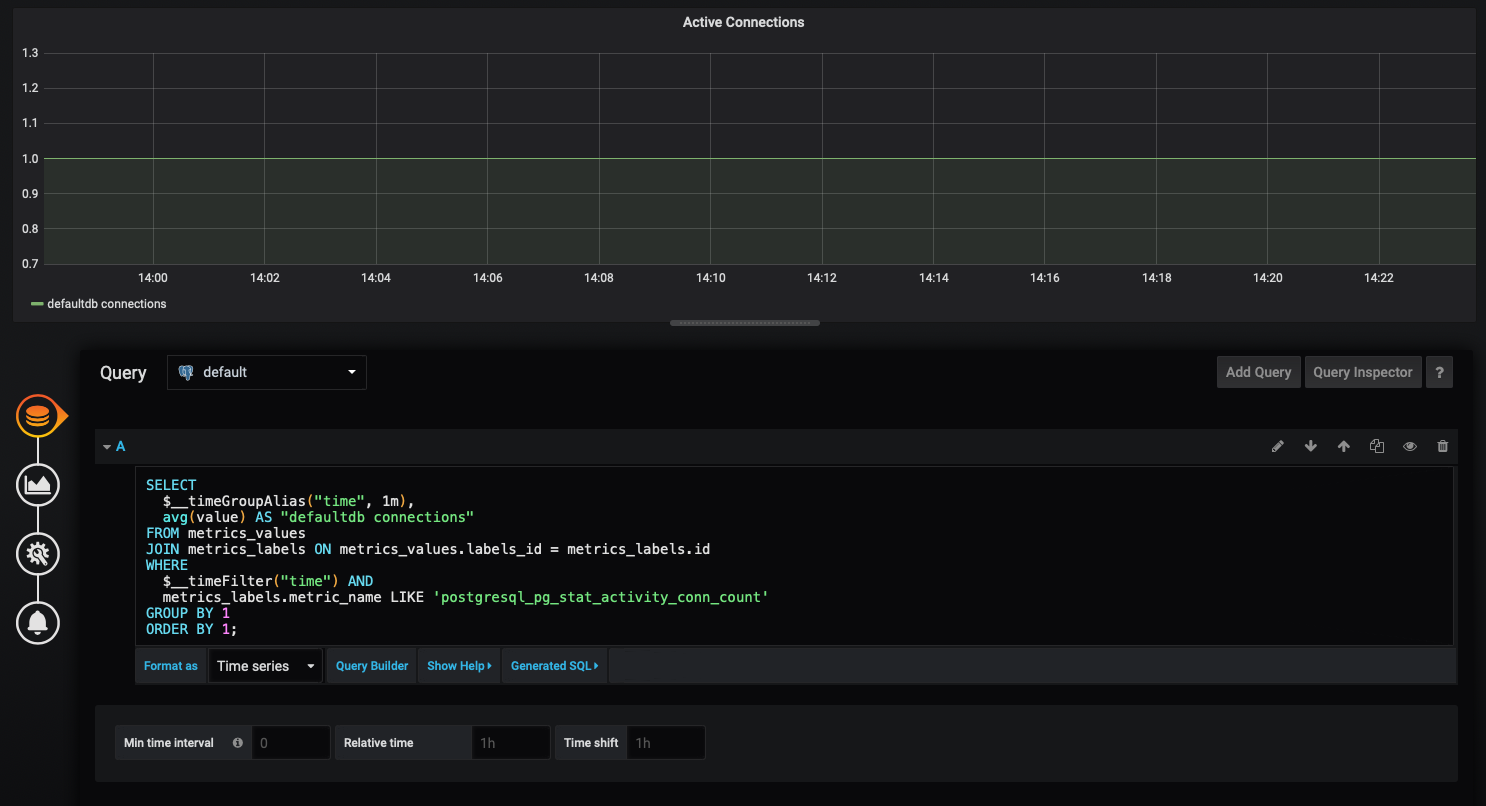 Active Connections
1.3
1.2
1.1
1.0
0.9
0.8
0.7
14:00 14:02 14:04 14:06 14:08 14:10 14:12 14:14 14:16 14:18 14:20 14:22
defaultdb connections
Query default Add Query Query Inspector ?
A
SELECT
$__timeGroupAlias("time", 1m),
avg(value) AS "defaultdb connections"
FROM metrics_values
JOIN metrics_labels ON metrics_values.labels_id = metrics_labels.id
WHERE
$__timeFilter("time") AND
metrics_labels.metric_name LIKE 'postgresql_pg_stat_activity_conn_count'
GROUP BY 1
ORDER BY 1;
Format as Time series Query Builder Show Help Generated SQL
Min time interval 0 Relative time 1h Time shift 1h